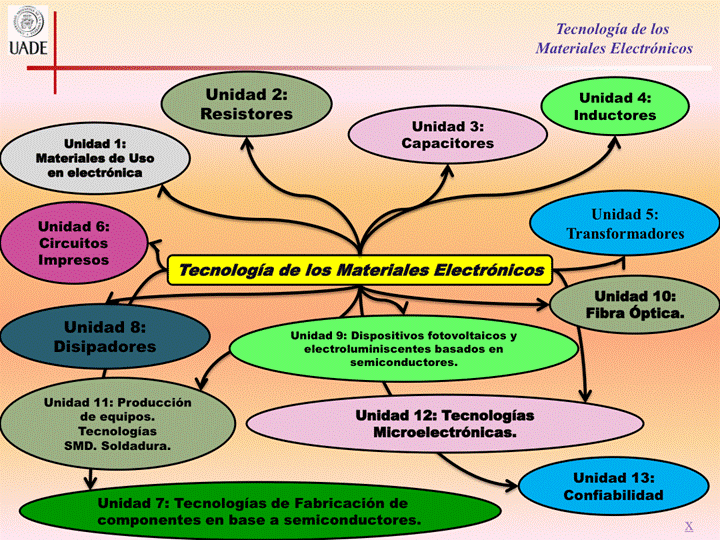 UADE
Tecnología de los
Materiales Electrónicos
Unidad 2:
Resistores
Unidad 4:
Inductores
Unidad 3:
Capacitores
Unidad 1:
Materiales de Uso
en electrónica
Unidad 5:
Transformadores
Unidad 6:
Circuitos
Impresos
Tecnología de los Materiales Electrónicos
Unidad 10:
Fibra Óptica.
Unidad 8:
Disipadores
Unidad 9: Dispositivos fotovoltaicos y
electroluminiscentes basados en
semiconductores.
Unidad 11: Producción
de equipos.
Tecnologías
SMD. Soldadura.
Unidad 12: Tecnologías
Microelectrónicas.
Unidad 13:
Confiabilidad
Unidad 7: Tecnologías de Fabricación de
componentes en base a semiconductores.
X